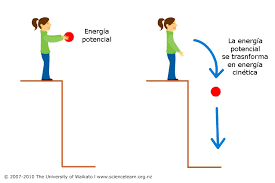 Energía
potencial
La energía
potencial
se trasnforma
en energía
cinética
© 2007-2010 The University of Waikato I www.sciencelearn.org.nz